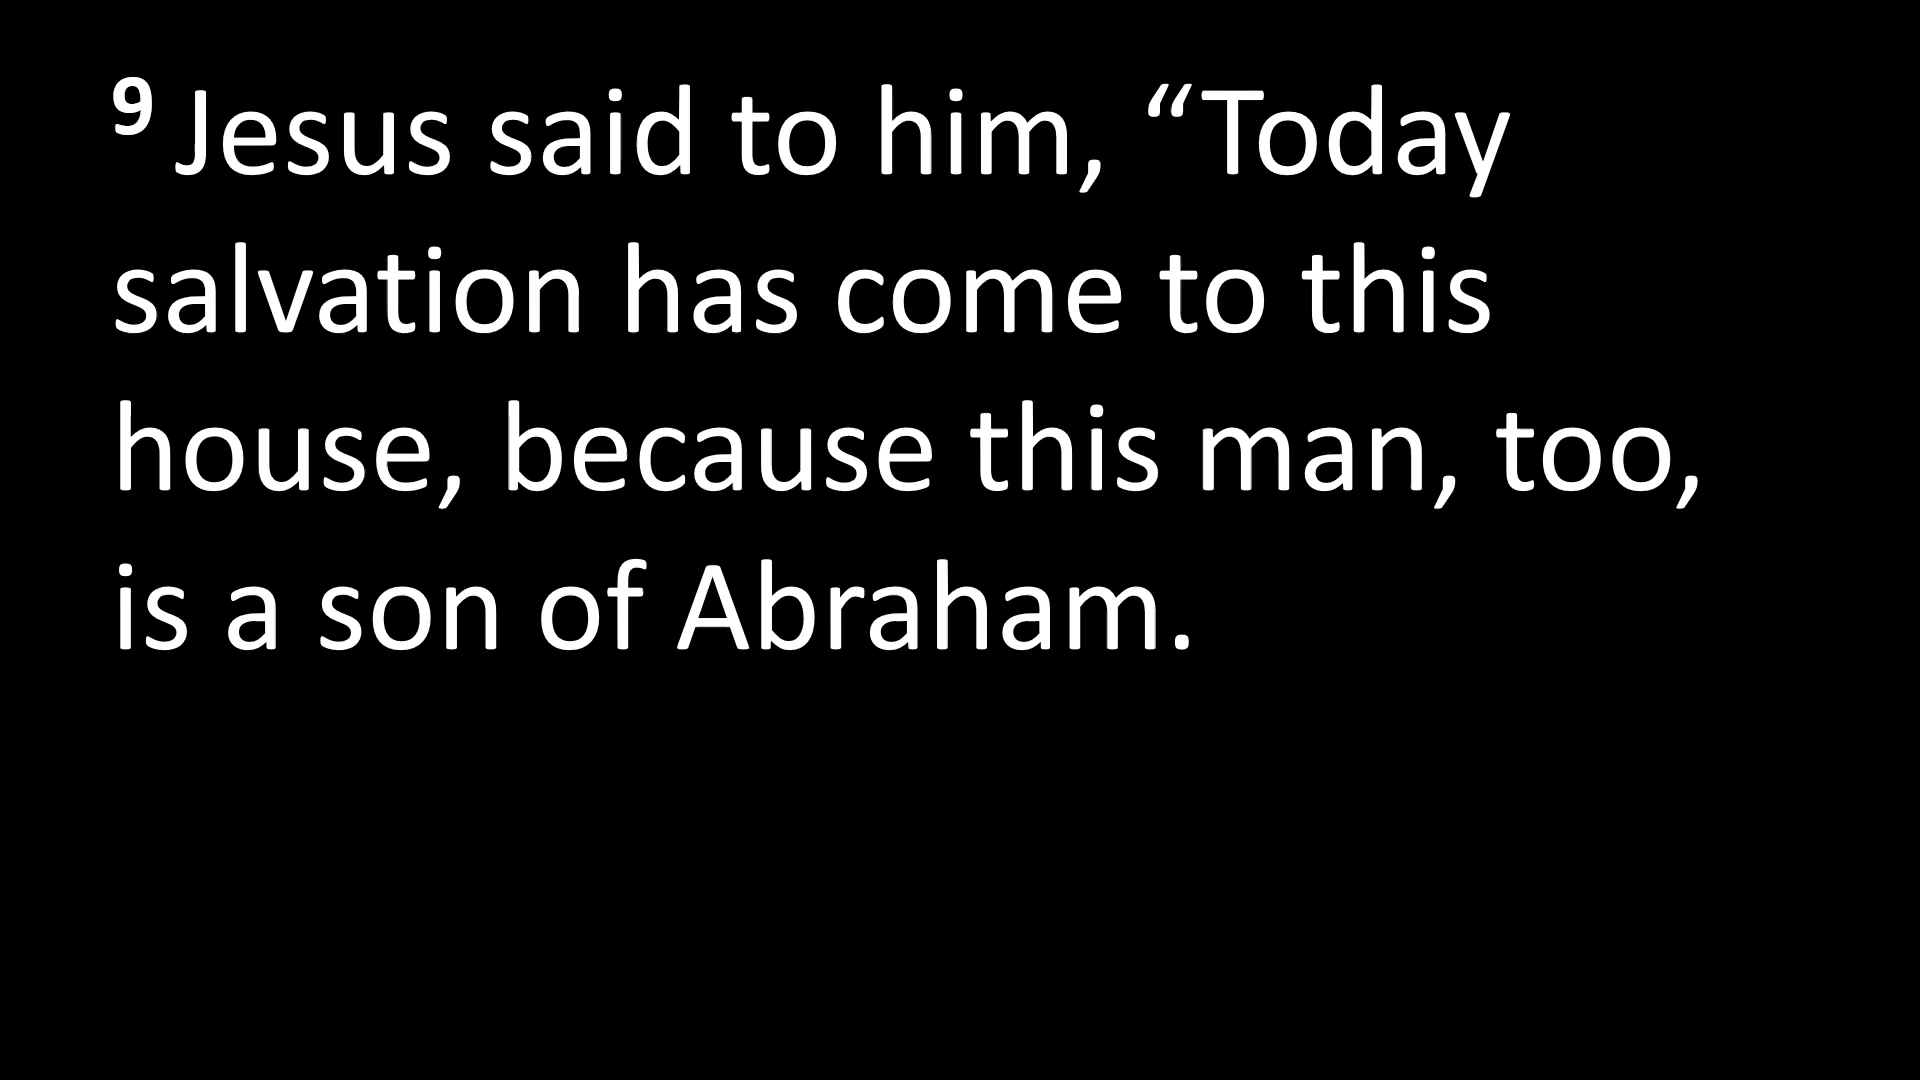 9 Jesus said to him, “Today
salvation has come to this
house, because this man, too,
is a son of Abraham.